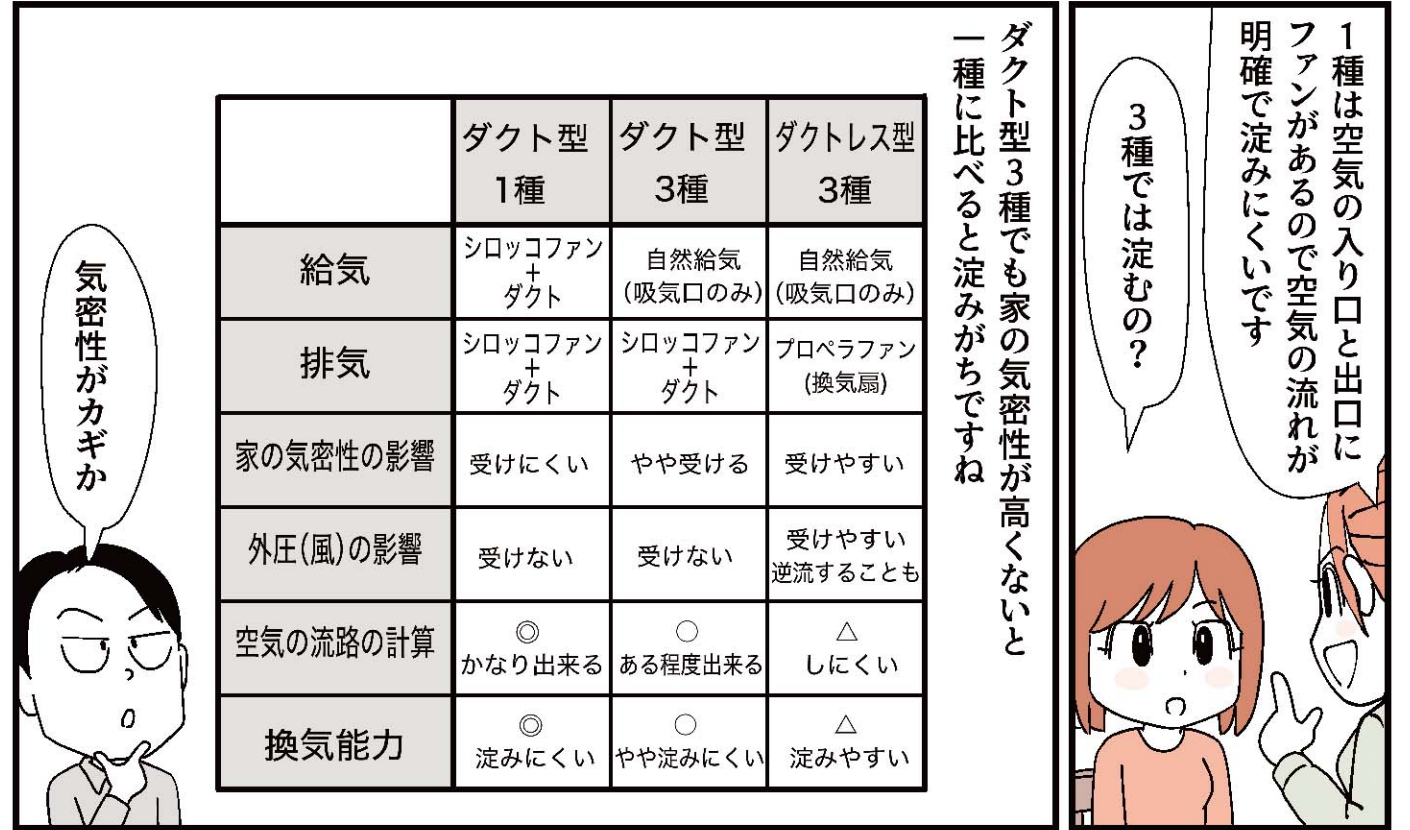 1種は空気の入り口と出口に
ファンがあるので空気の流れが
明確で淀みにくいです
3種では淀むの?
ダクト型3種でも家の気密性が高くないと
一種に比べると淀みがちですね
ダクト型 ダクト型 ダクトレス型
1種 3種 3種
給気
シロッコファン
+
ダクト
自然給気
(吸気口のみ)
自然給気
(吸気口のみ)
排気
シロッコファン
+
ダクト
シロッコファン
+
ダクト
プロペラファン
(換気扇)
家の気密性の影響 受けにくい やや受ける 受けやすい
外圧(風)の影響 受けない 受けない
受けやすい
逆流することも
空気の流路の計算
◎
かなり出来る
○
ある程度出来る
△
しにくい
換気能力
◎
淀みにくい
○
やや淀みにくい
△
淀みやすい
気密性がカギか